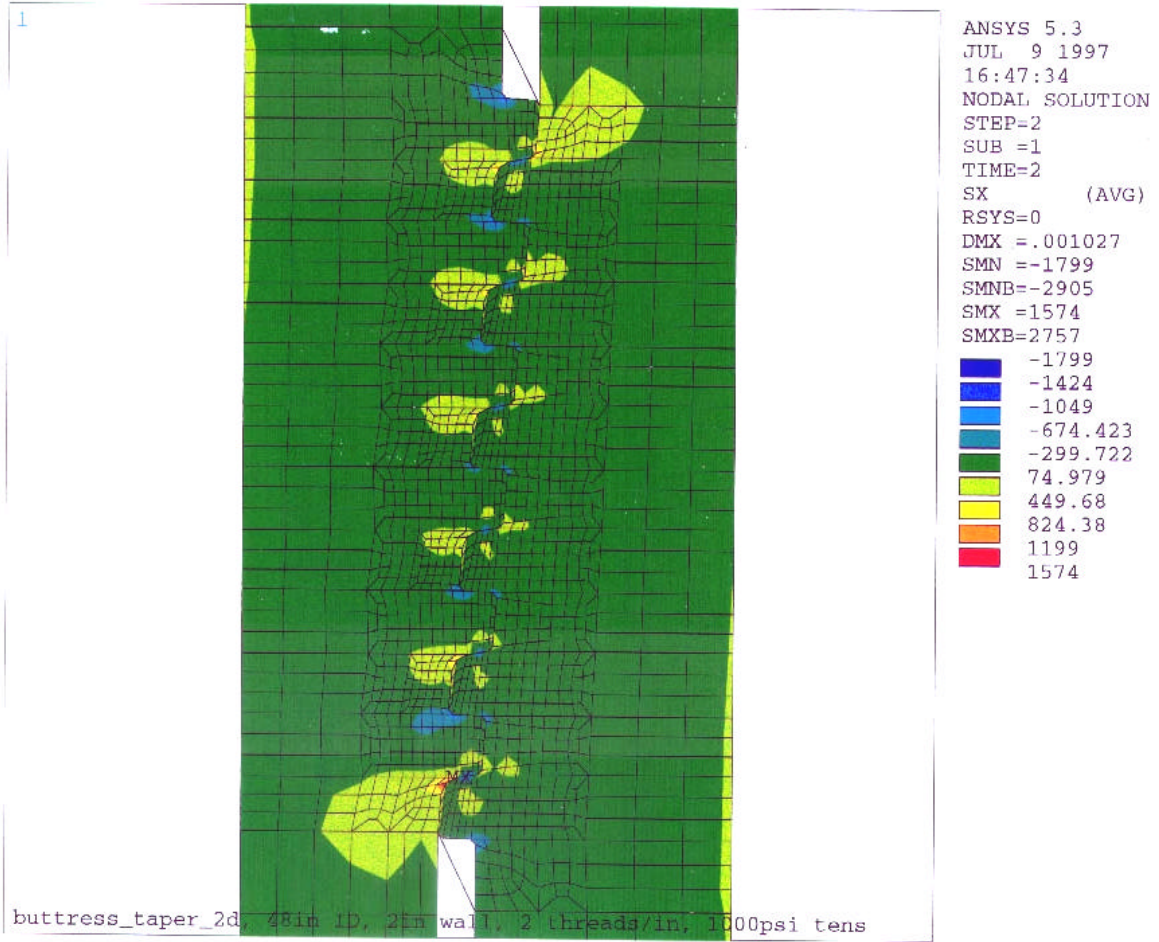 1
ANSYS 5.3
JUL 9 1997
16:47:34
NODAL SOLUTION
STEP=2
SUB =1
TIME=2
SX (AVG)
RSYS=0
DMX =.001027
SMN =-1799
SMNB=-2905
SMX =1574
SMXB=2757
-1799
-1424
-1049
-674.423
-299.722
74.979
449.68
824.38
1199
1574
MX
buttress_taper_2d, 48in ID, 2in wall, 2 threads/in, 1000psi tens